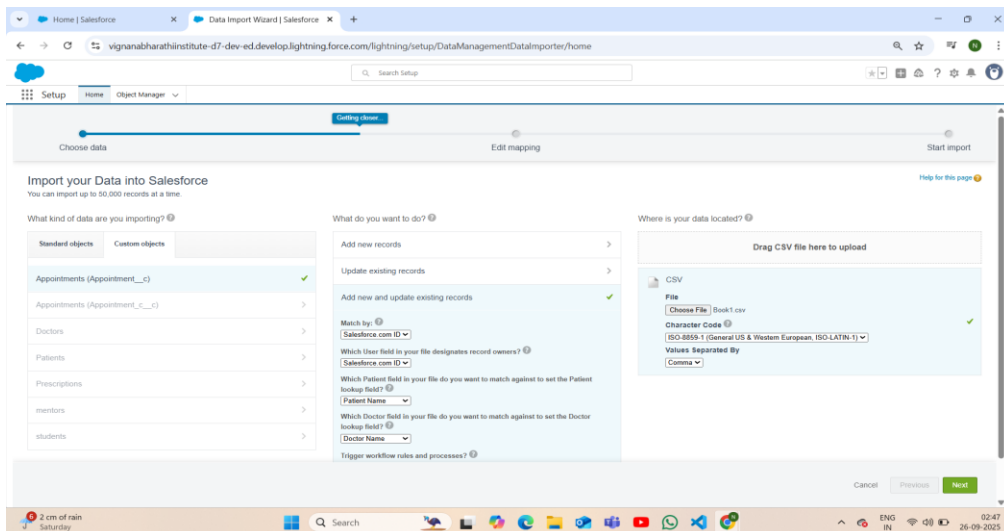 Home | Salesforce
Data Import Wizard | Salesforce
vignanabharathiinstitute-d7-dev-ed.develop.lightning.force.com/lightning/setup/DataManagementDataImporter/home
N
Search Setup
Setup
Home
Object Manager
Getting closer...
Choose data
Edit mapping
Start import
Import your Data into Salesforce
You can import up to 50,000 records at a time.
Help for this page
What kind of data are you importing?
Standard objects
Custom objects
Appointments (Appointment__c)
Appointments (Appointment_c__c)
Doctors
Patients
Prescriptions
mentors
students
What do you want to do?
Add new records
Update existing records
Add new and update existing records
Match by:
Salesforce.com ID
Which User field in your file designates record owners?
Salesforce.com ID
Which Patient field in your file do you want to match against to set the Patient
lookup field?
Patient Name
Which Doctor field in your file do you want to match against to set the Doctor
lookup field?
Doctor Name
Trigger workflow rules and processes?
Where is your data located?
Drag CSV file here to upload
CSV
File
Choose File Book1.csv
Character Code
ISO-8859-1 (General US & Western European, ISO-LATIN-1)
Values Separated By
Comma
Cancel
Previous
Next
6
2 cm of rain
Saturday
Search
ENG
IN
02:47
26-09-2025